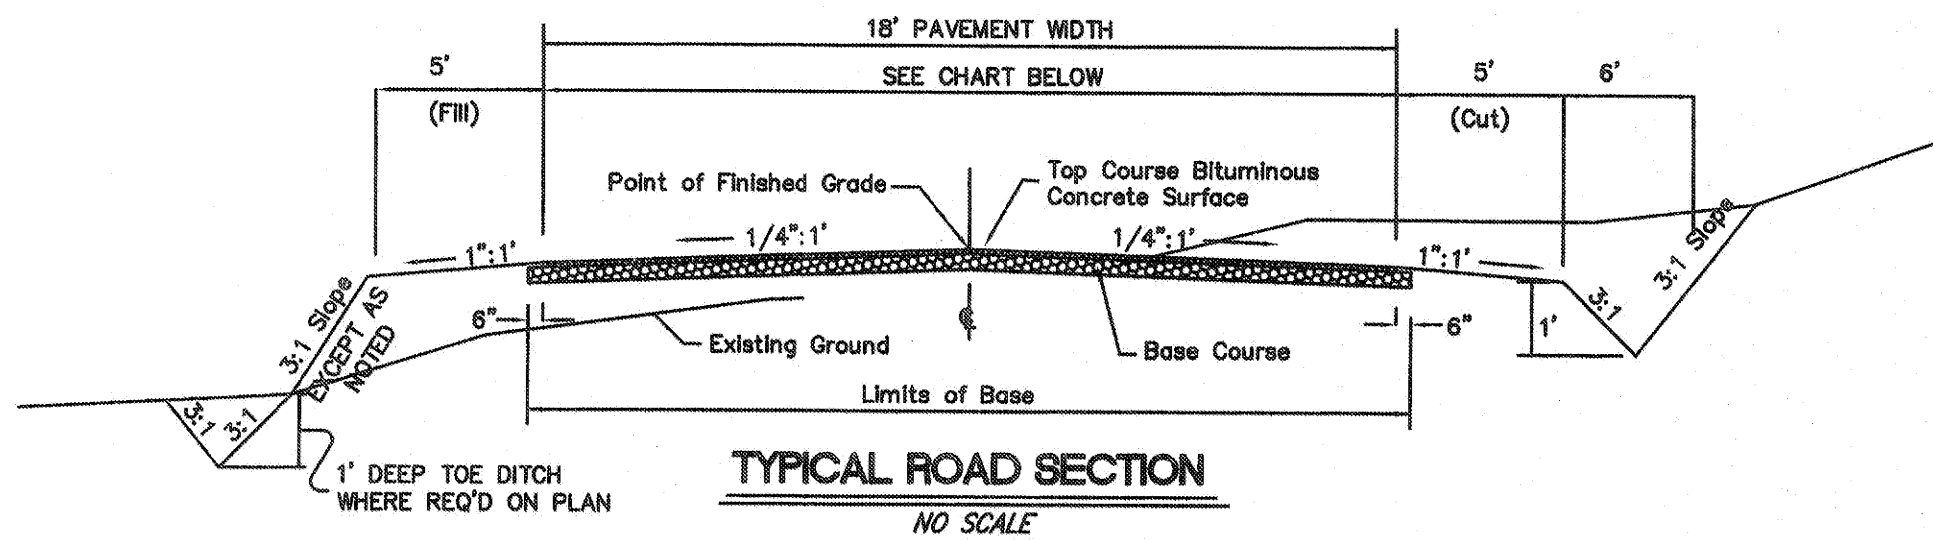 18' PAVEMENT WIDTH
5'
SEE CHART BELOW
5'
6'
(Fill)
(Cut)
Point of Finished Grade
Top Course Bituminous
Concrete Surface
1":1'
1/4":1'
1/4":1'
1":1'
3:1 Slope
3:1 Slope
EXCEPT AS
NOTED
6"
Existing Ground
℄
Base Course
6"
3:1
1'
Limits of Base
3:1
3:1
1' DEEP TOE DITCH
WHERE REQ'D ON PLAN
TYPICAL ROAD SECTION
NO SCALE